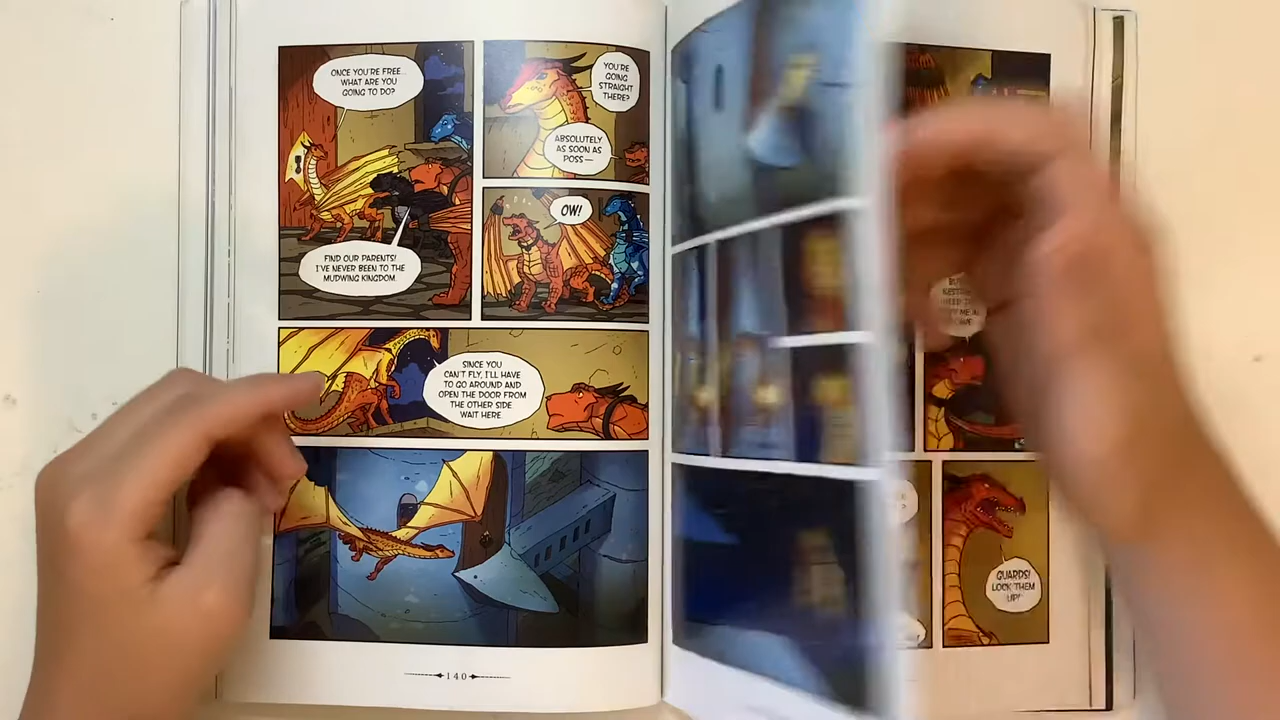 ONCE YOU'RE FREE...
WHAT ARE YOU
GOING TO DO?
FIND OUR PARENTS!
I'VE NEVER BEEN TO THE
MUDWING KINGDOM.
YOU'RE
GOING
STRAIGHT
THERE?
ABSOLUTELY
AS SOON AS
POSS—
OW!
SINCE YOU
CAN'T FLY, I'LL HAVE
TO GO AROUND AND
OPEN THE DOOR FROM
THE OTHER SIDE
WAIT HERE
140
GUARDS!
LOCK THEM
UP!